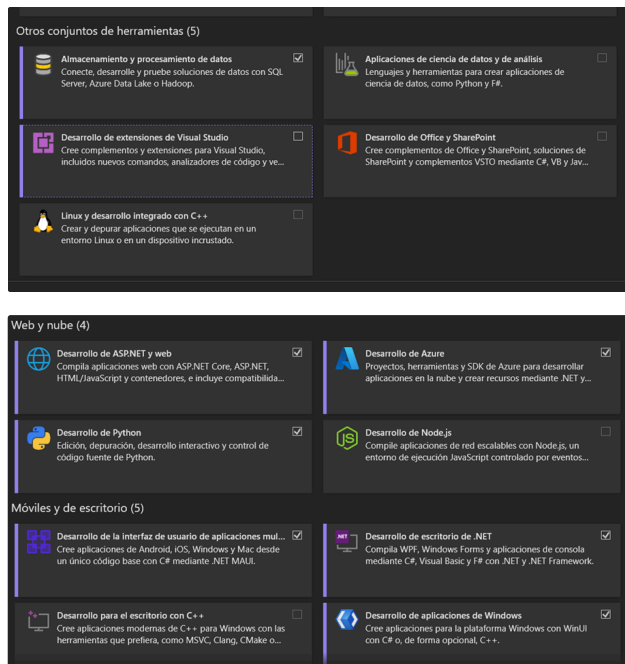 Otros conjuntos de herramientas (5)
Almacenamiento y procesamiento de datos
Conecte, desarrolle y pruebe soluciones de datos con SQL
Server, Azure Data Lake o Hadoop.
Aplicaciones de ciencia de datos y de análisis
Lenguajes y herramientas para crear aplicaciones de
ciencia de datos, como Python y F#.
Desarrollo de extensiones de Visual Studio
Cree complementos y extensiones para Visual Studio,
incluidos nuevos comandos, analizadores de código y ve...
Desarrollo de Office y SharePoint
Cree complementos de Office y SharePoint, soluciones de
SharePoint y complementos VSTO mediante C#, VB y Jav...
Linux y desarrollo integrado con C++
Crear y depurar aplicaciones que se ejecutan en un
entorno Linux o en un dispositivo incrustado.
Web y nube (4)
Desarrollo de ASP.NET y web
Compila aplicaciones web con ASP.NET Core, ASP.NET,
HTML/JavaScript y contenedores, e incluye compatibilida...
Desarrollo de Azure
Proyectos, herramientas y SDK de Azure para desarrollar
aplicaciones en la nube y crear recursos mediante .NET y...
Desarrollo de Python
Edición, depuración, desarrollo interactivo y control de
código fuente de Python.
JS
Desarrollo de Node.js
Compile aplicaciones de red escalables con Node.js, un
entorno de ejecución JavaScript controlado por eventos...
Móviles y de escritorio (5)
Desarrollo de la interfaz de usuario de aplicaciones mul...
Cree aplicaciones de Android, iOS, Windows y Mac desde
un único código base con C# mediante .NET MAUI.
.NET
Desarrollo de escritorio de .NET
Compila WPF, Windows Forms y aplicaciones de consola
mediante C#, Visual Basic y F# con .NET y .NET Framework.
Desarrollo para el escritorio con C++
Cree aplicaciones modernas de C++ para Windows con las
herramientas que prefiera, como MSVC, Clang, CMake o...
Desarrollo de aplicaciones de Windows
Cree aplicaciones para la plataforma Windows con WinUI
con C# o, de forma opcional, C++.